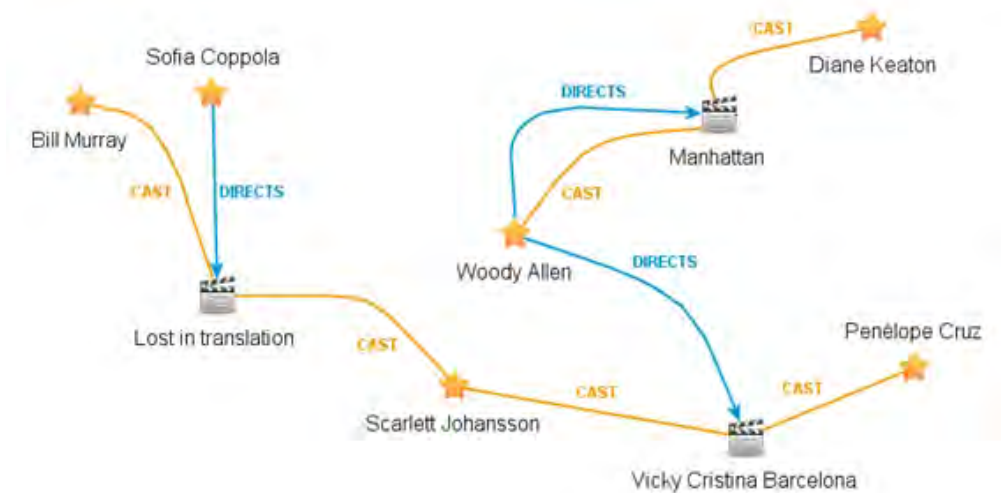 CAST
Sofia Coppola
Diane Keaton
DIRECTS
Bill Murray
Manhattan
CAST
DIRECTS
CAST
Woody Allen
DIRECTS
Lost in translation
Penélope Cruz
CAST
CAST
CAST
Scarlett Johansson
Vicky Cristina Barcelona